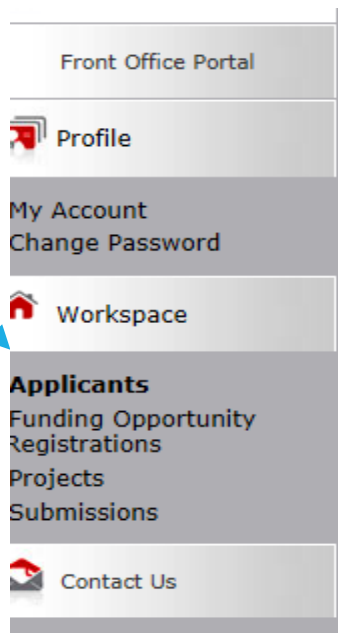 Front Office Portal
Profile
My Account
Change Password
Workspace
Applicants
Funding Opportunity
Registrations
Projects
Submissions
Contact Us